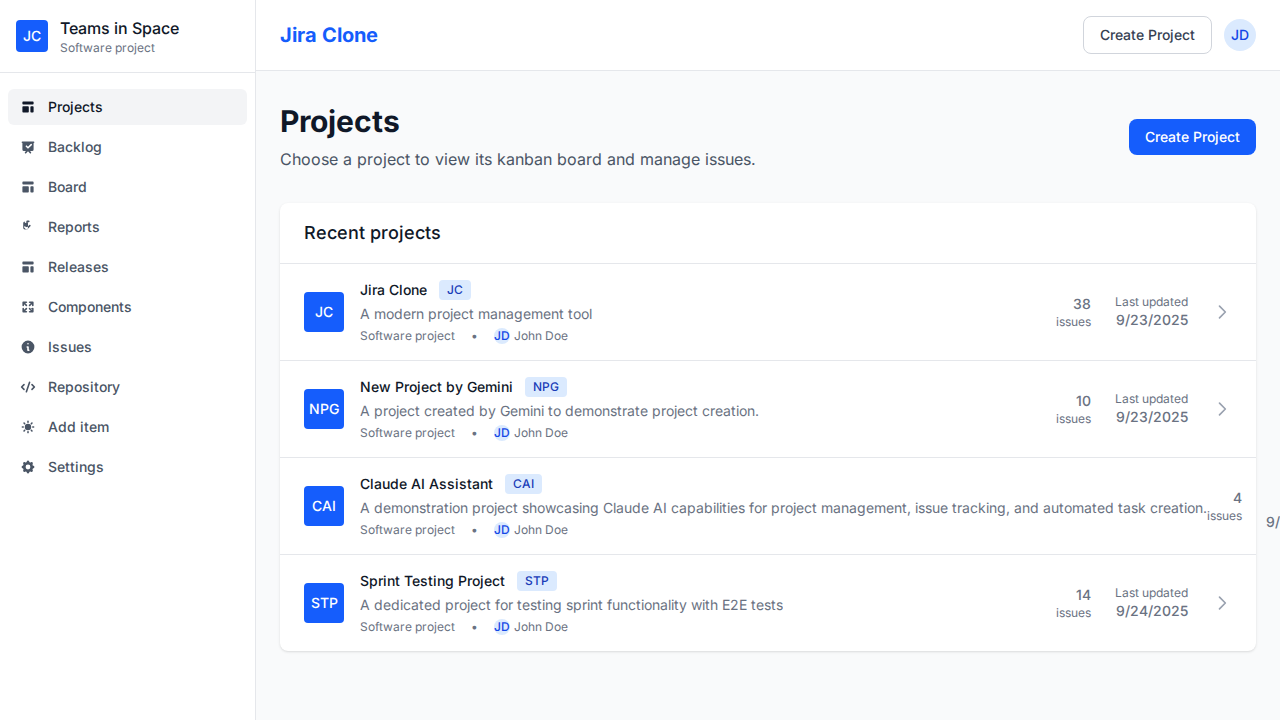 JC
Teams in Space
Software project
Projects
Backlog
Board
Reports
Releases
Components
Issues
Repository
Add item
Settings
Jira Clone
Create Project
JD
Projects
Choose a project to view its kanban board and manage issues.
Create Project
Recent projects
JC
Jira Clone JC
A modern project management tool
Software project • JD John Doe
38
issues
Last updated
9/23/2025
NPG
New Project by Gemini NPG
A project created by Gemini to demonstrate project creation.
Software project • JD John Doe
10
issues
Last updated
9/23/2025
CAI
Claude AI Assistant CAI
A demonstration project showcasing Claude AI capabilities for project management, issue tracking, and automated task creation.
Software project • JD John Doe
4
issues
9/
STP
Sprint Testing Project STP
A dedicated project for testing sprint functionality with E2E tests
Software project • JD John Doe
14
issues
Last updated
9/24/2025